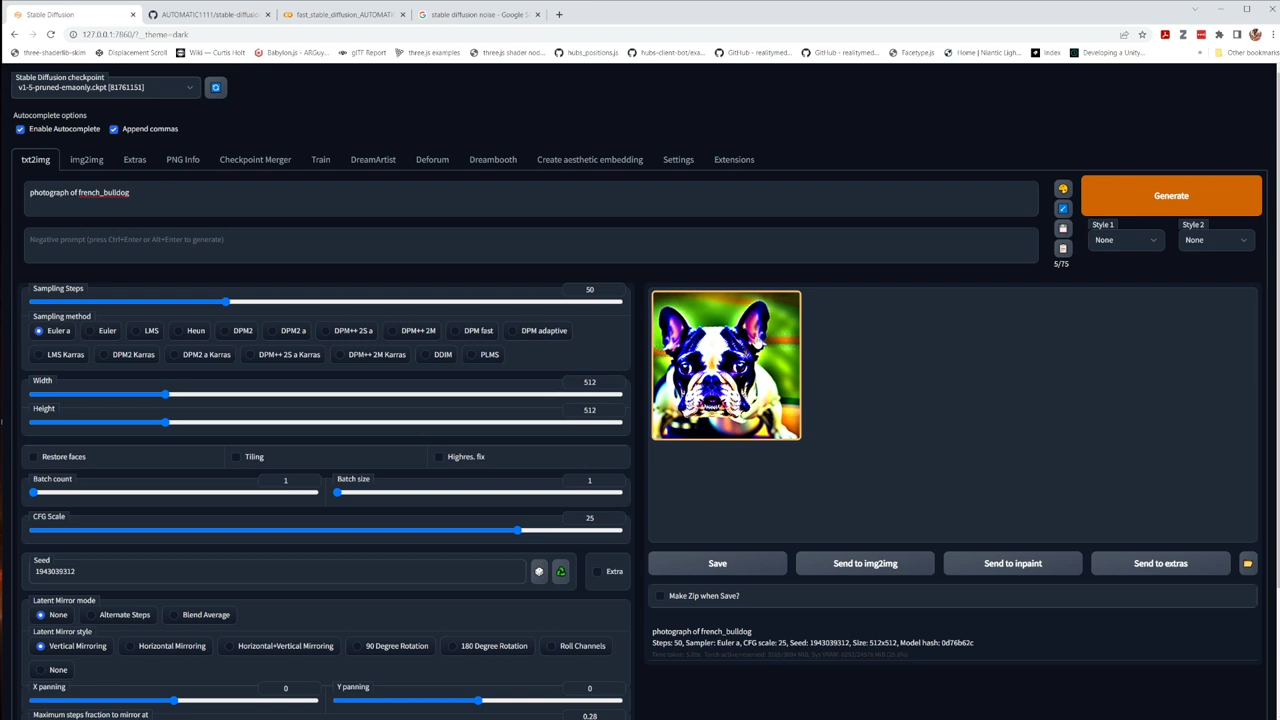 Stable Diffusion
AUTOMATIC1111/stable-diffusion
fast_stable_diffusion_AUTOMATI
stable diffusion noise - Google S
127.0.0.1:7860/?__theme=dark
three-shaderlib-skim
Displacement Scroll
Wiki — Curtis Holt
Babylon.js - ARGuy...
glTF Report
three.js examples
three.js shader nod...
hubs_positions.js
hubs-client-bot/exa...
GitHub - realitymed...
GitHub - realitymed...
Facetype.js
Home | Niantic Ligh...
Index
Developing a Unity...
»
Other bookmarks
Stable Diffusion checkpoint
v1-5-pruned-emaonly.ckpt [81761151]
Autocomplete options
Enable Autocomplete
Append commas
txt2img
img2img
Extras
PNG Info
Checkpoint Merger
Train
DreamArtist
Deforum
Dreambooth
Create aesthetic embedding
Settings
Extensions
photograph of french_bulldog
Negative prompt (press Ctrl+Enter or Alt+Enter to generate)
5/75
Generate
Style 1
None
Style 2
None
Sampling Steps
50
Sampling method
Euler a
Euler
LMS
Heun
DPM2
DPM2 a
DPM++ 2S a
DPM++ 2M
DPM fast
DPM adaptive
LMS Karras
DPM2 Karras
DPM2 a Karras
DPM++ 2S a Karras
DPM++ 2M Karras
DDIM
PLMS
Width
512
Height
512
Restore faces
Tiling
Highres. fix
Batch count
1
Batch size
1
CFG Scale
25
Seed
1943039312
Extra
Latent Mirror mode
None
Alternate Steps
Blend Average
Latent Mirror style
Vertical Mirroring
Horizontal Mirroring
Horizontal+Vertical Mirroring
90 Degree Rotation
180 Degree Rotation
Roll Channels
None
X panning
0
Y panning
0
Maximum steps fraction to mirror at
0.28
Save
Send to img2img
Send to inpaint
Send to extras
Make Zip when Save?
photograph of french_bulldog
Steps: 50, Sampler: Euler a, CFG scale: 25, Seed: 1943039312, Size: 512x512, Model hash: 0d76b62c